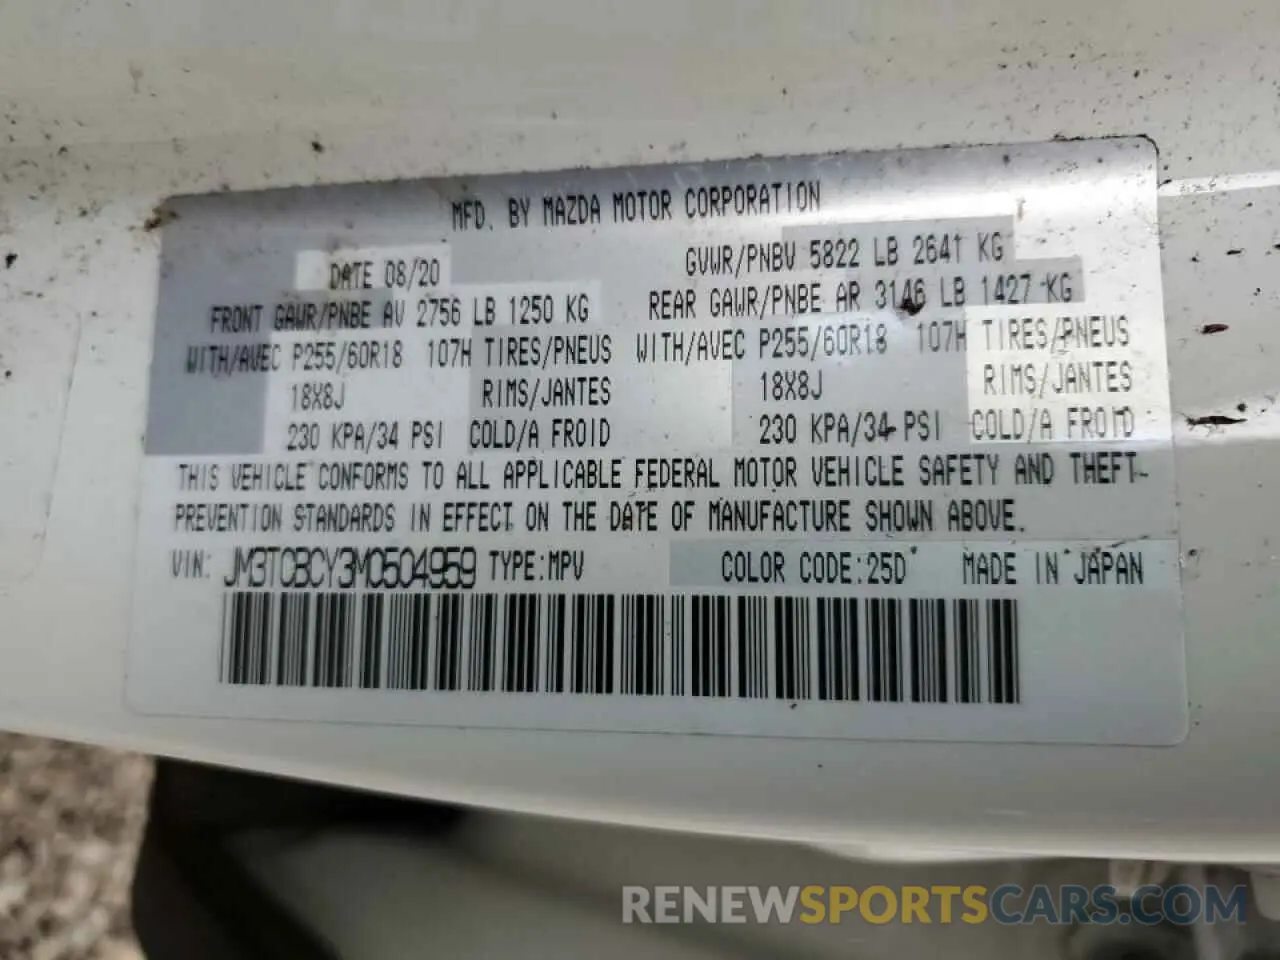 MFD. BY MAZDA MOTOR CORPORATION
DATE 08/20 GVWR/PNBV 5822 LB 2641 KG
FRONT GAWR/PNBE AV 2756 LB 1250 KG REAR GAWR/PNBE AR 3146 LB 1427 KG
WITH/AVEC P255/60R18 107H TIRES/PNEUS WITH/AVEC P255/60R18 107H TIRES/PNEUS
18X8J RIMS/JANTES 18X8J RIMS/JANTES
230 KPA/34 PSI COLD/A FROID 230 KPA/34 PSI COLD/A FROID
THIS VEHICLE CONFORMS TO ALL APPLICABLE FEDERAL MOTOR VEHICLE SAFETY AND THEFT
PREVENTION STANDARDS IN EFFECT ON THE DATE OF MANUFACTURE SHOWN ABOVE.
VIN: JM3TCBCY3M0504959 TYPE:MPV COLOR CODE:25D MADE IN JAPAN
RENEWSPORTSCARS.COM